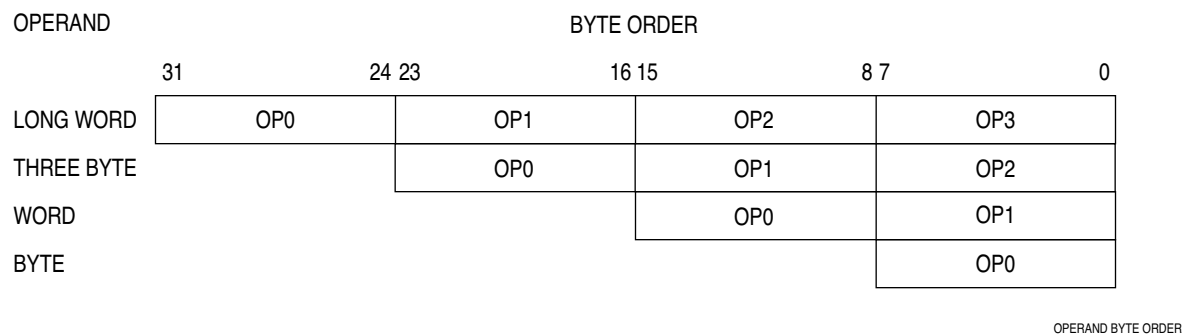 OPERAND BYTE ORDER
31 24 23 16 15 8 7 0
LONG WORD OP0 OP1 OP2 OP3
THREE BYTE OP0 OP1 OP2
WORD OP0 OP1
BYTE OP0
OPERAND BYTE ORDER